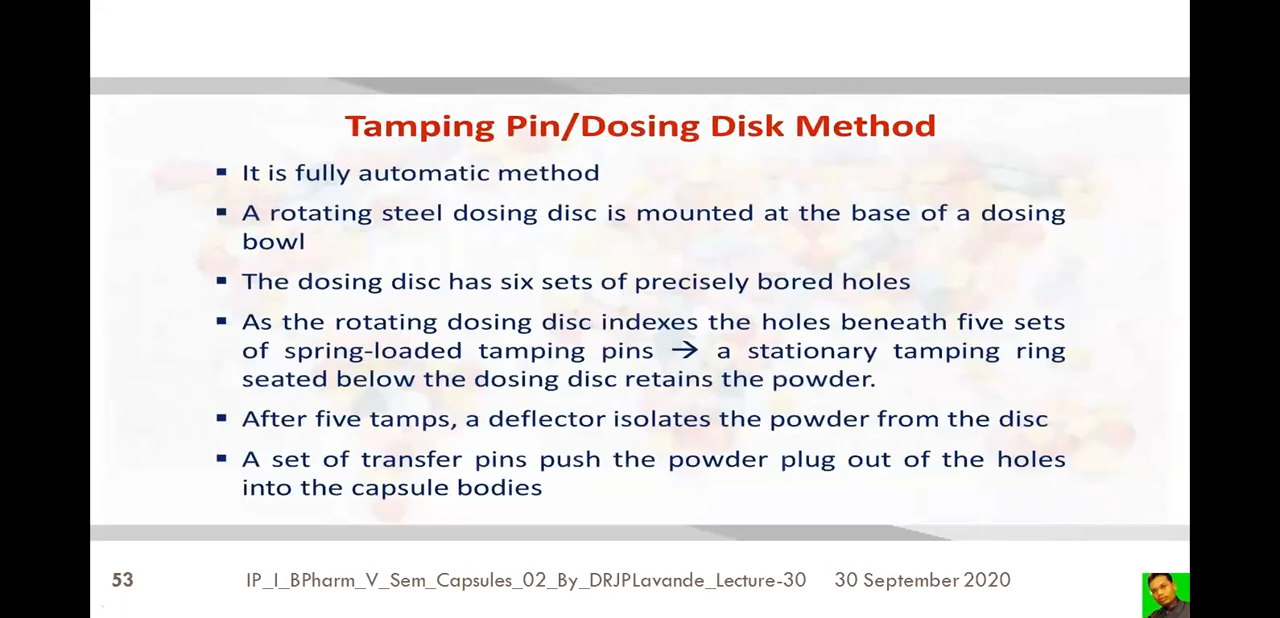 Tamping Pin/Dosing Disk Method
▪ It is fully automatic method
▪ A rotating steel dosing disc is mounted at the base of a dosing
bowl
▪ The dosing disc has six sets of precisely bored holes
▪ As the rotating dosing disc indexes the holes beneath five sets
of spring-loaded tamping pins → a stationary tamping ring
seated below the dosing disc retains the powder.
▪ After five tamps, a deflector isolates the powder from the disc
▪ A set of transfer pins push the powder plug out of the holes
into the capsule bodies
53 IP_I_BPharm_V_Sem_Capsules_02_By_DRJPLavande_Lecture-30 30 September 2020